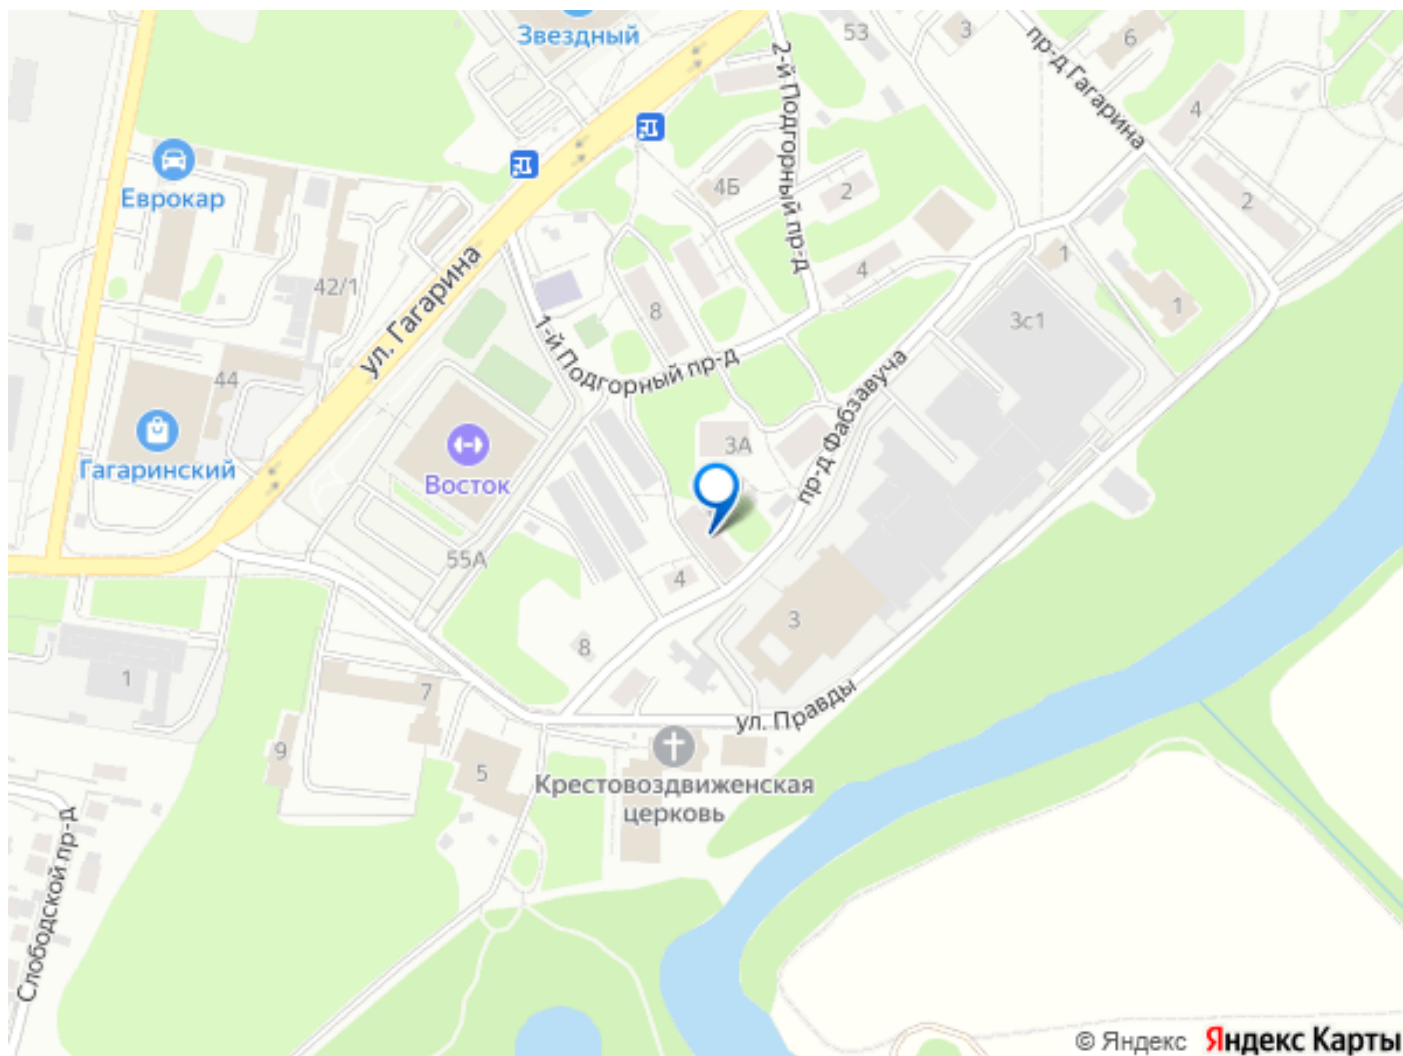 Звездный
53
3
6
пр-д Гагарина
2-й Подгорный пр-д
4
Еврокар
4Б
2
2
42/1
ул. Гагарина
4
1
1
8
3с1
1-й Подгорный пр-д
44
3А
пр-д Фабзавуча
Гагаринский
Восток
55А
4
3
8
1
7
ул. Правды
9
5
Крестовоздвиженская
церковь
Слободской пр-д
© Яндекс Яндекс Карты